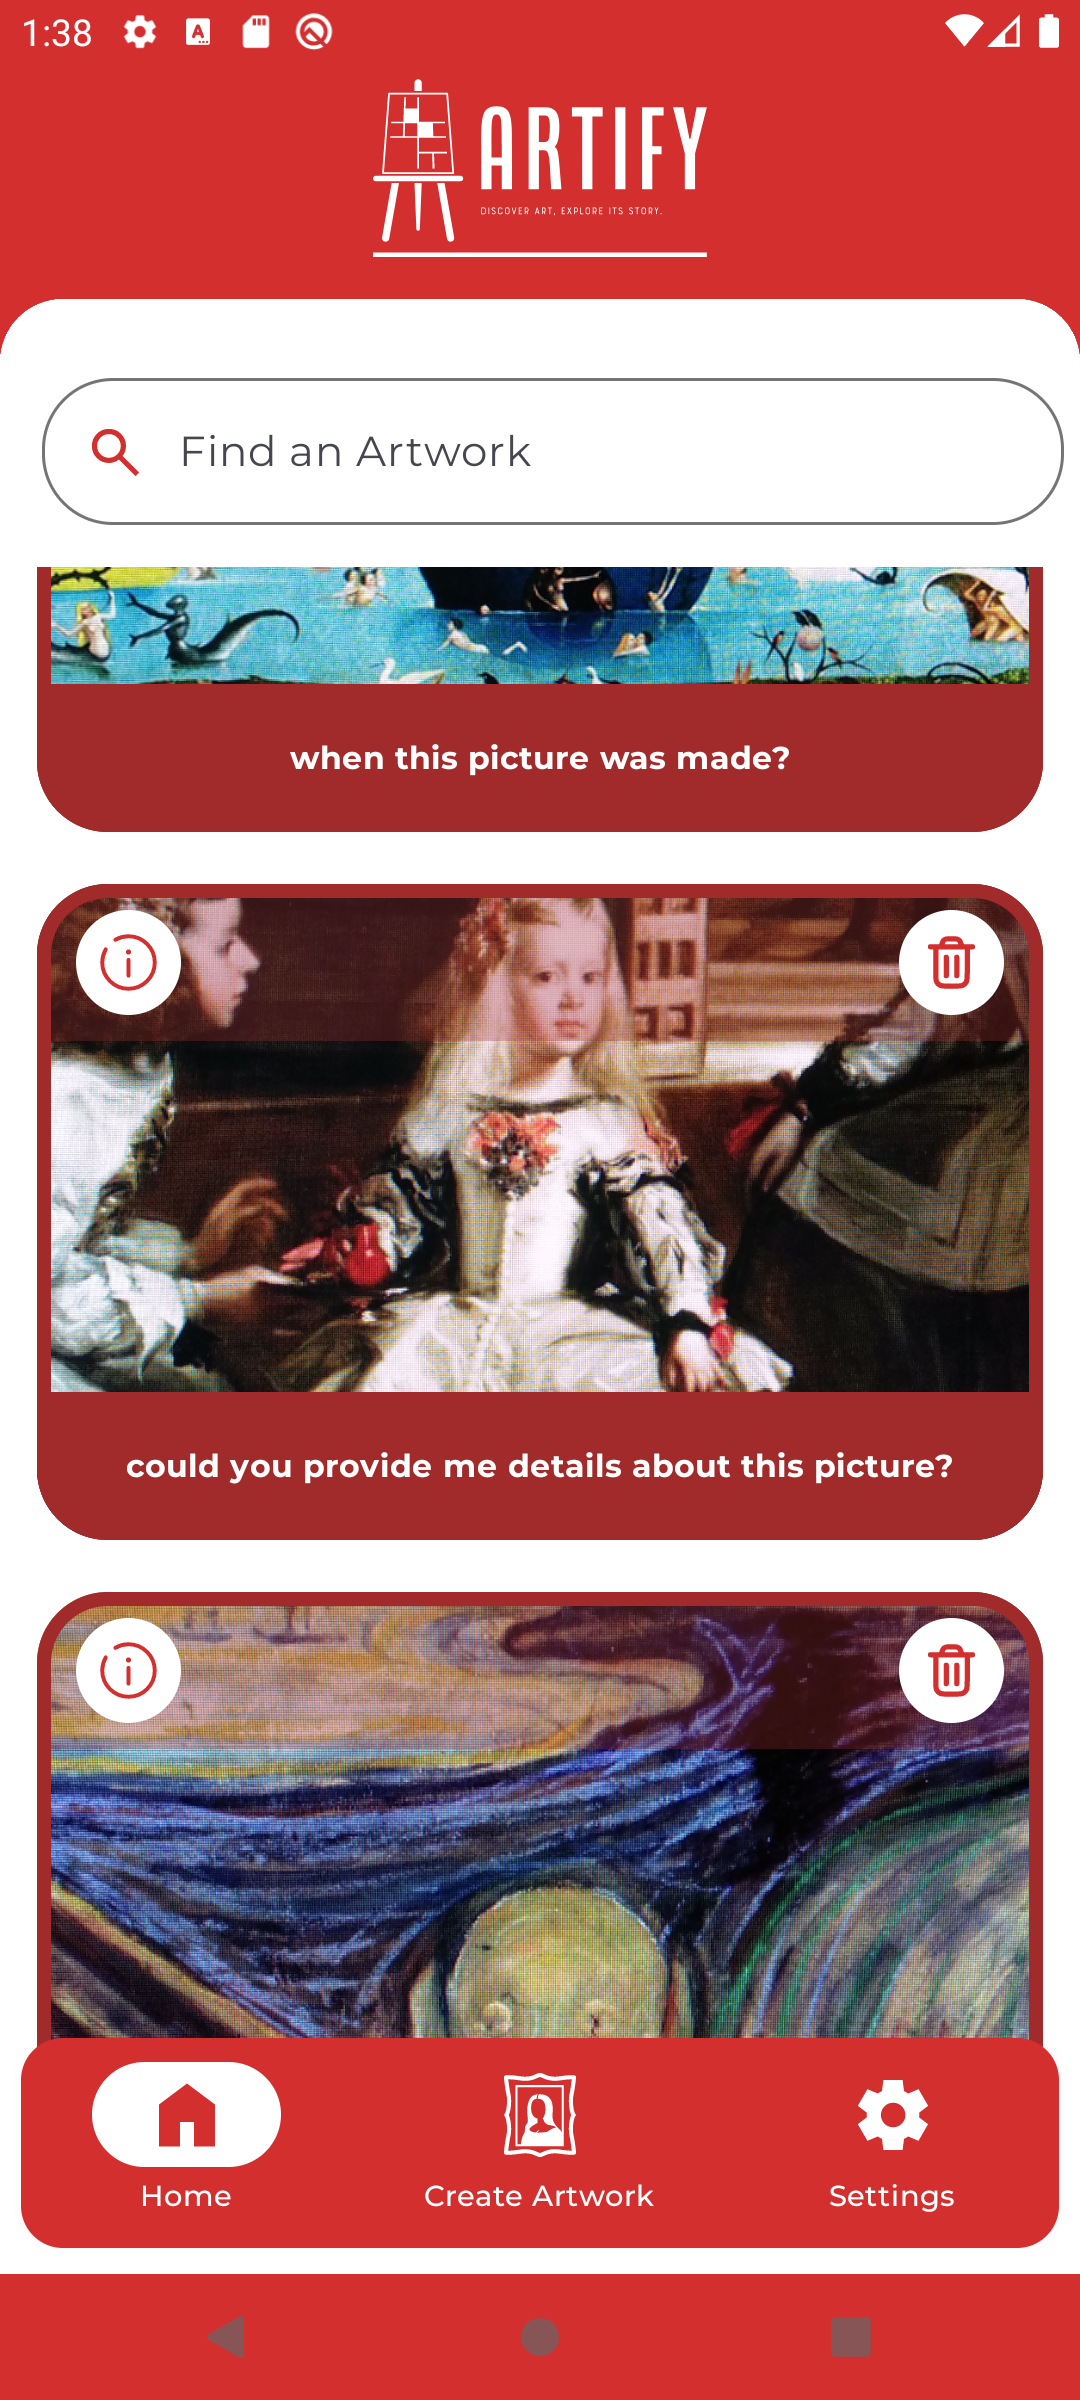 1:38
ARTIFY
DISCOVER ART, EXPLORE ITS STORY.
Find an Artwork
when this picture was made?
could you provide me details about this picture?
Home
Create Artwork
Settings